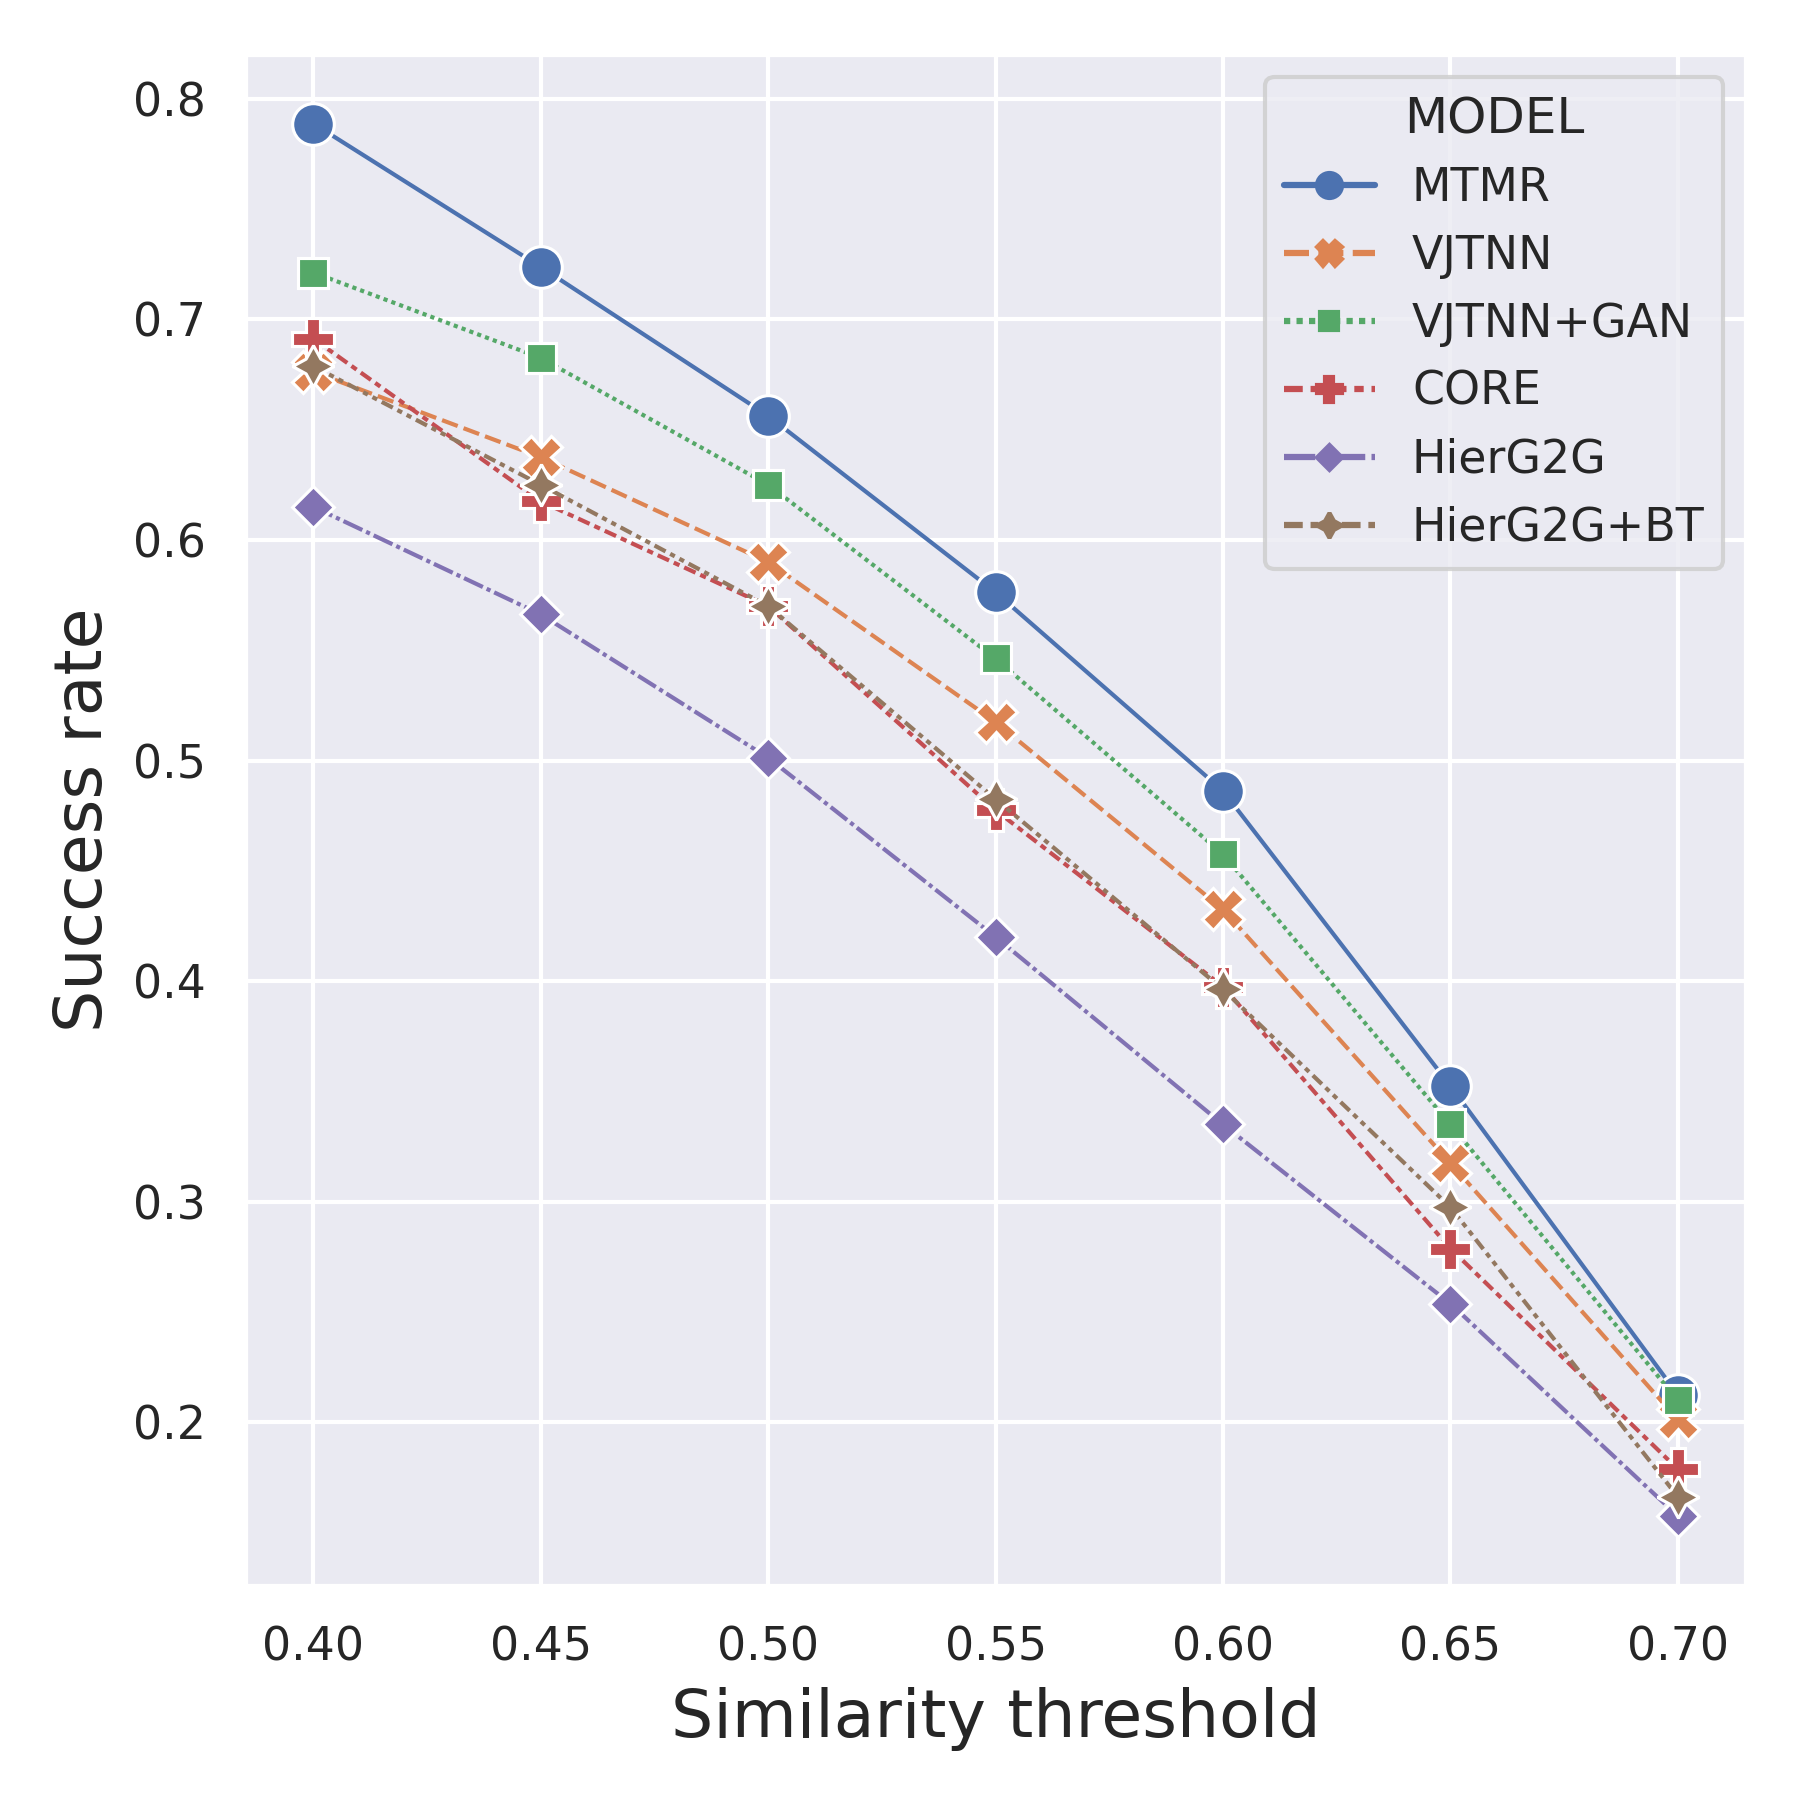 MODEL
MTMR
VJTNN
VJTNN+GAN
CORE
HierG2G
HierG2G+BT
Success rate
0.8
0.7
0.6
0.5
0.4
0.3
0.2
0.40 0.45 0.50 0.55 0.60 0.65 0.70
Similarity threshold